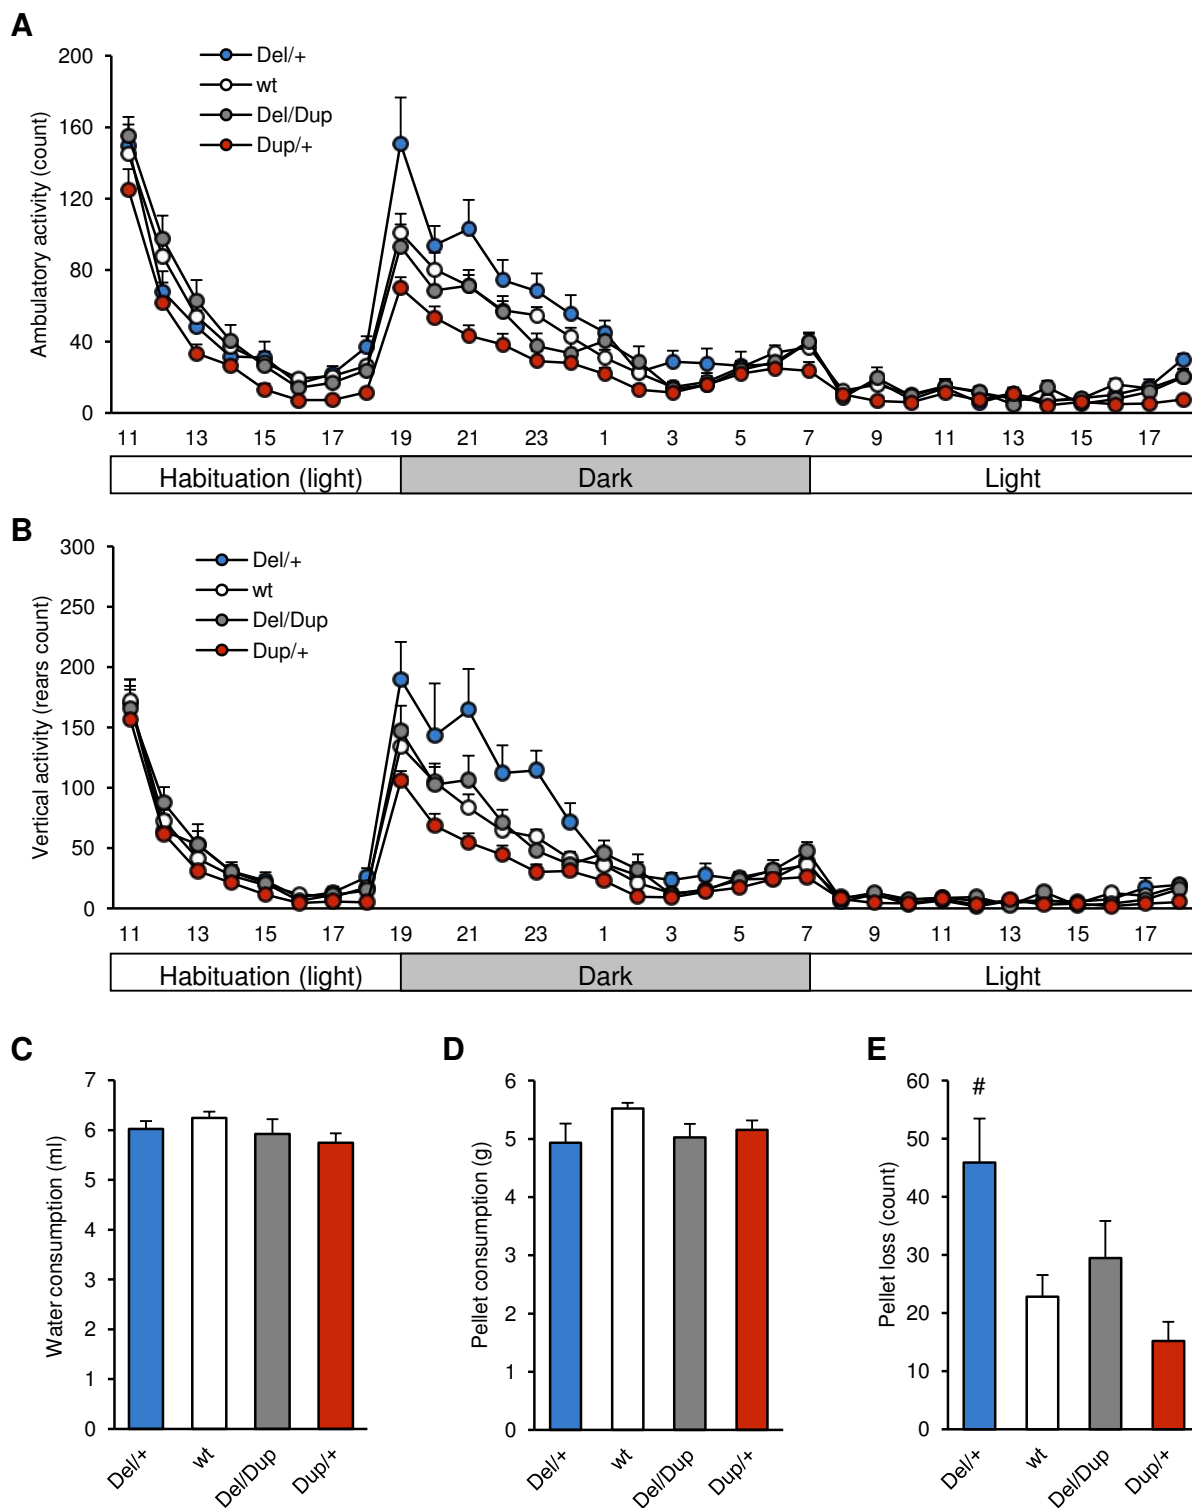 A
200
160
120
80
40
0
Ambulatory activity (count)
Del/+
wt
Del/Dup
Dup/+
11 13 15 17 19 21 23 1 3 5 7 9 11 13 15 17
Habituation (light) Dark Light
B
300
250
200
150
100
50
0
Vertical activity (rears count)
Del/+
wt
Del/Dup
Dup/+
11 13 15 17 19 21 23 1 3 5 7 9 11 13 15 17
Habituation (light) Dark Light
C
7
6
5
4
3
2
1
0
Water consumption (ml)
Del/+ wt Del/Dup Dup/+
D
6
5
4
3
2
1
0
Pellet consumption (g)
Del/+ wt Del/Dup Dup/+
E
60
50
40
30
20
10
0
Pellet loss (count)
#
Del/+ wt Del/Dup Dup/+